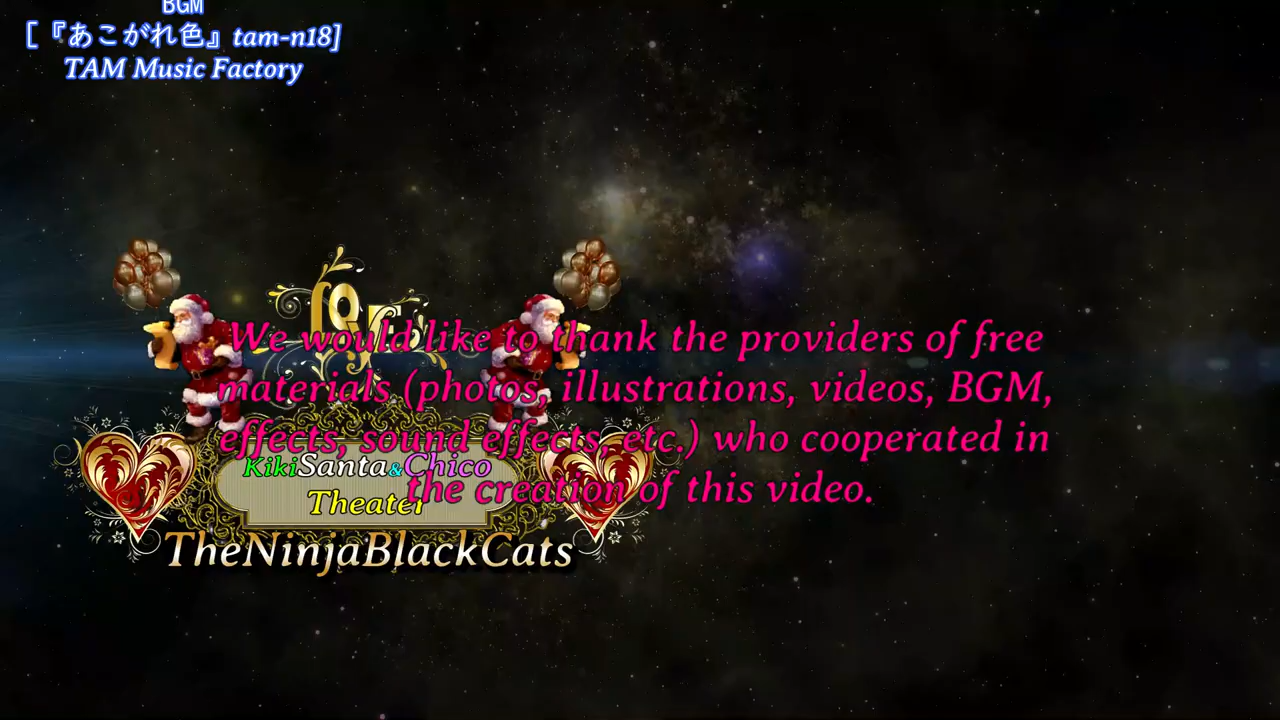 BGM
[『あこがれ色』tam-n18]
TAM Music Factory
We would like to thank the providers of free
materials (photos, illustrations, videos, BGM,
effects, sound effects, etc.) who cooperated in
the creation of this video.
KikiSanta&Chico
Theater
TheNinjaBlackCats